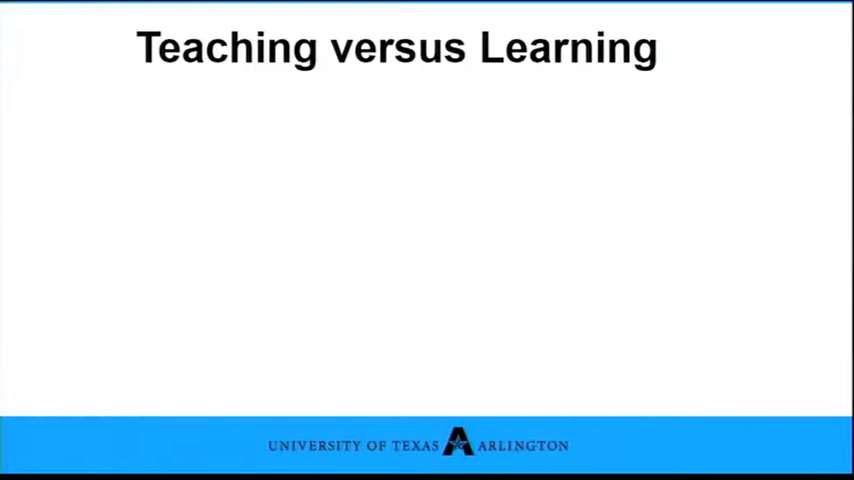 Teaching versus Learning
UNIVERSITY OF TEXAS A ARLINGTON